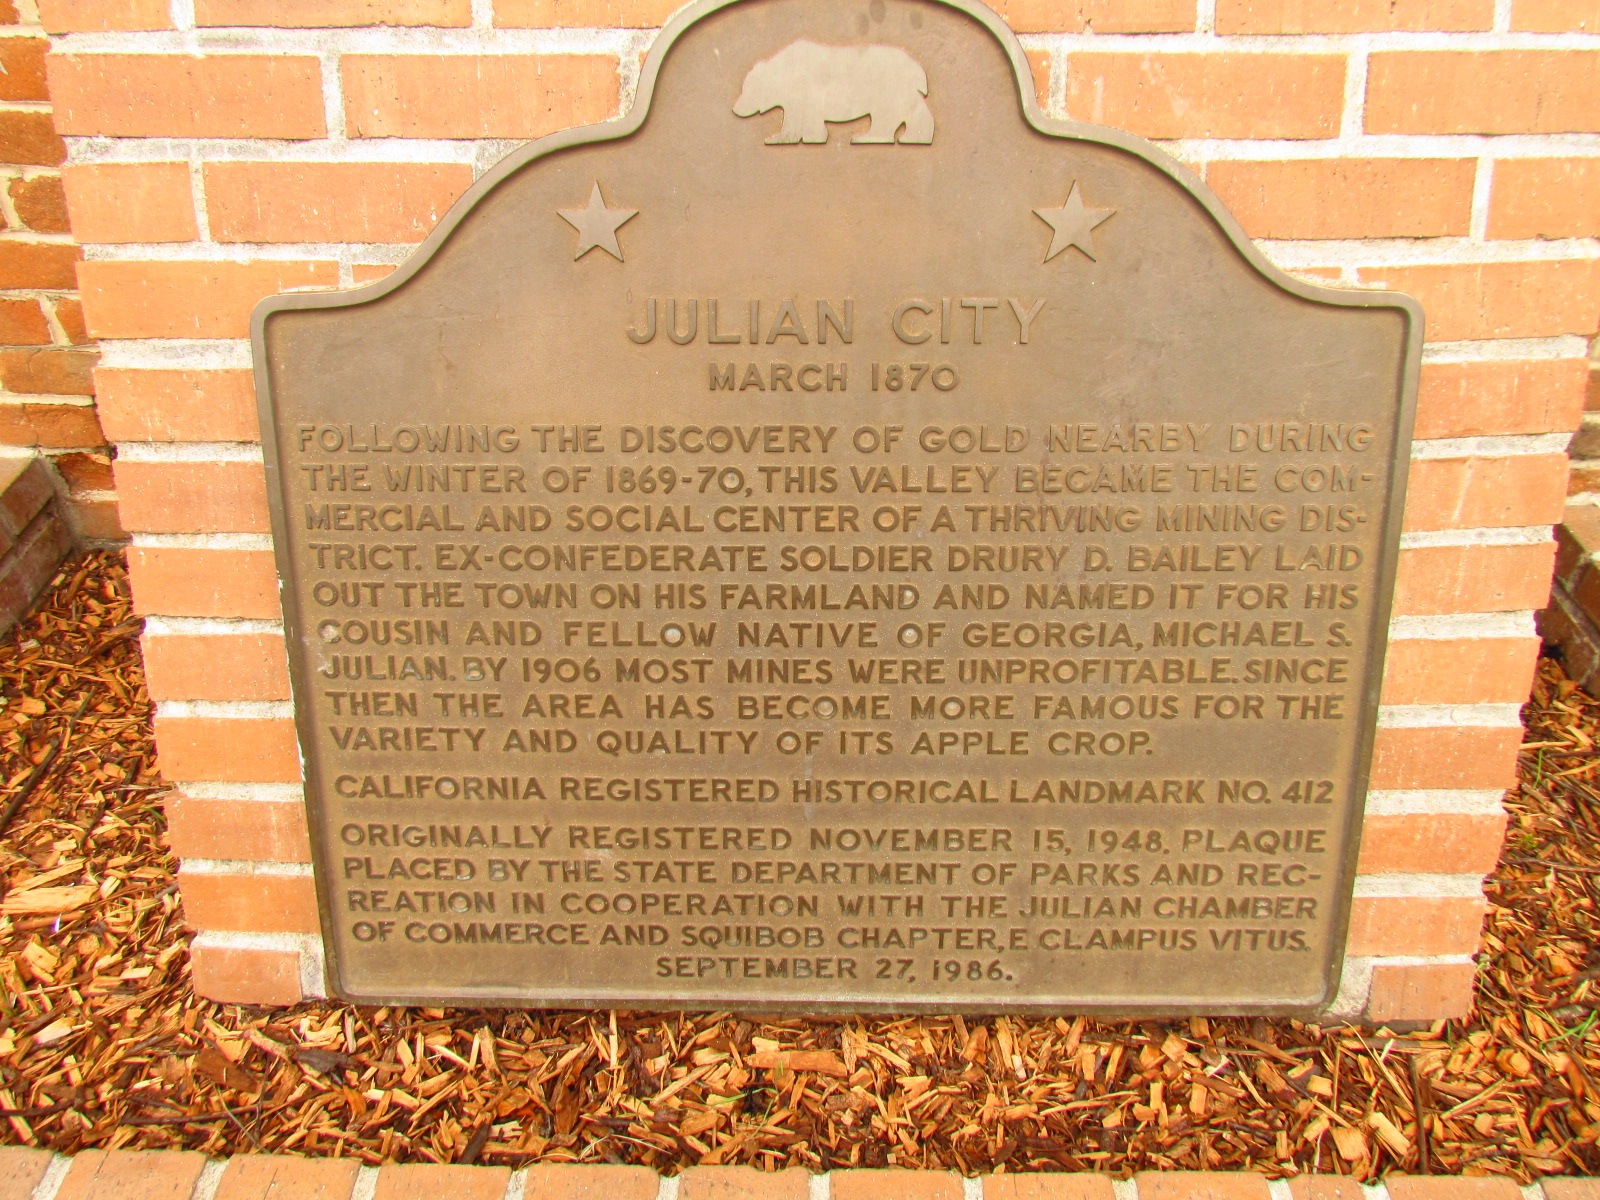 JULIAN CITY
MARCH 1870
FOLLOWING THE DISCOVERY OF GOLD NEARBY DURING
THE WINTER OF 1869-70, THIS VALLEY BECAME THE COM-
MERCIAL AND SOCIAL CENTER OF A THRIVING MINING DIS-
TRICT. EX-CONFEDERATE SOLDIER DRURY D. BAILEY LAID
OUT THE TOWN ON HIS FARMLAND AND NAMED IT FOR HIS
COUSIN AND FELLOW NATIVE OF GEORGIA, MICHAEL S.
JULIAN. BY 1906 MOST MINES WERE UNPROFITABLE. SINCE
THEN THE AREA HAS BECOME MORE FAMOUS FOR THE
VARIETY AND QUALITY OF ITS APPLE CROP.
CALIFORNIA REGISTERED HISTORICAL LANDMARK NO. 412
ORIGINALLY REGISTERED NOVEMBER 15, 1948. PLAQUE
PLACED BY THE STATE DEPARTMENT OF PARKS AND REC-
REATION IN COOPERATION WITH THE JULIAN CHAMBER
OF COMMERCE AND SQUIBOB CHAPTER, E CLAMPUS VITUS.
SEPTEMBER 27, 1986.